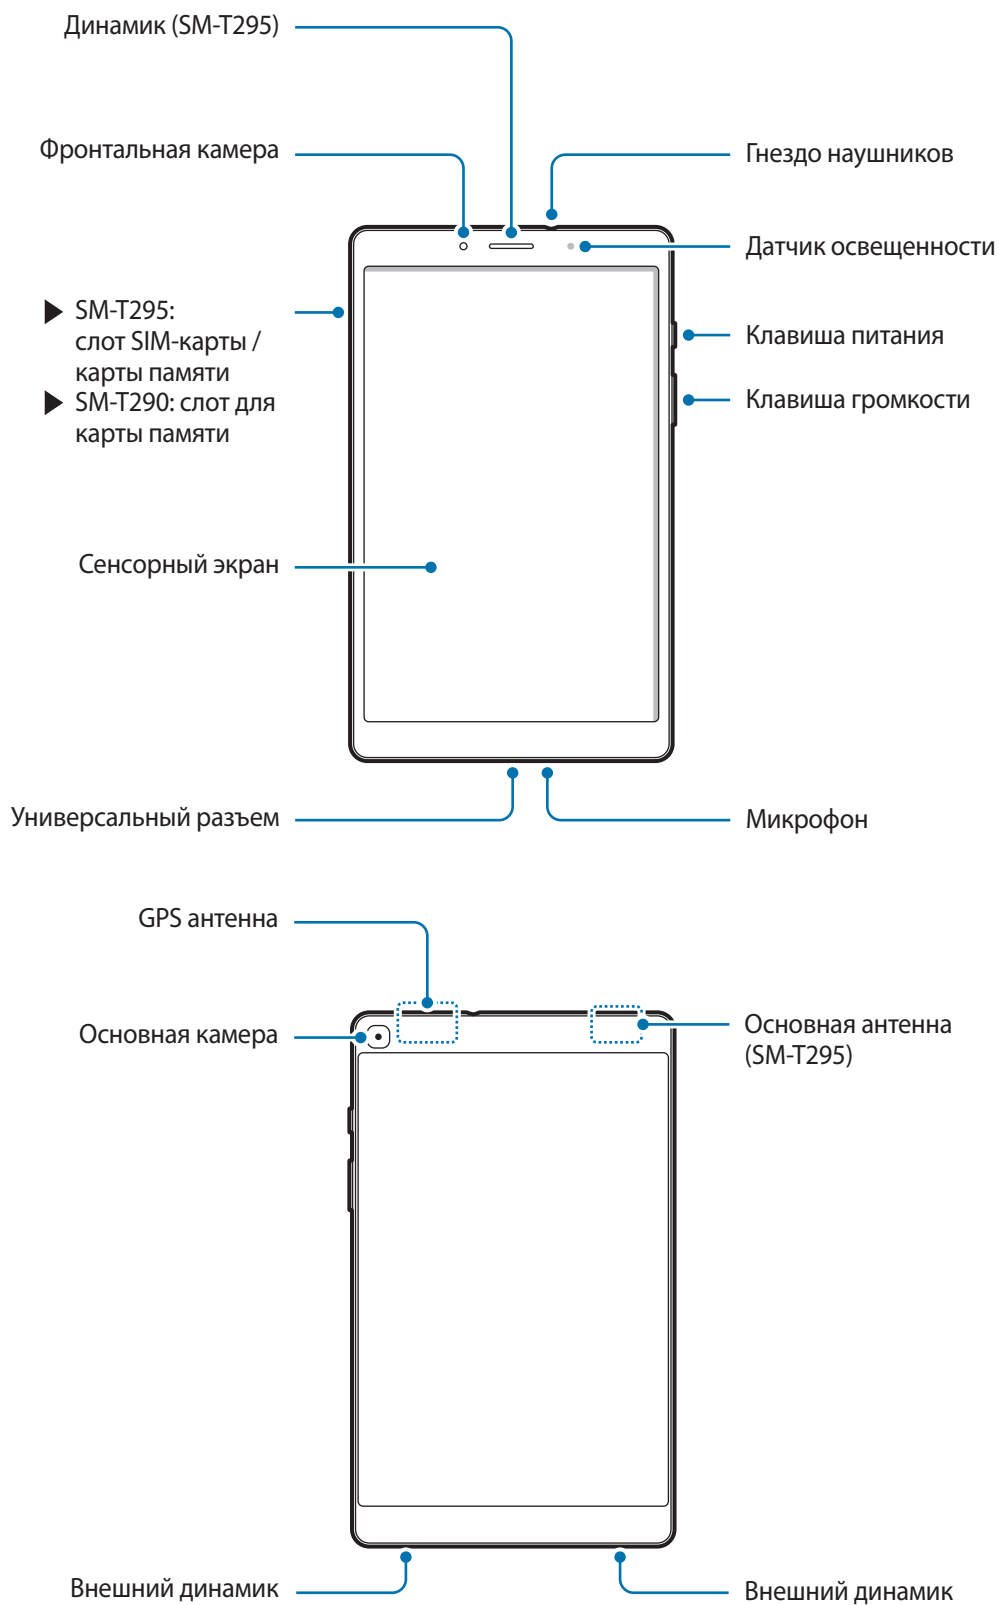 Динамик (SM-T295)
Фронтальная камера
Гнездо наушников
Датчик освещенности
▶ SM-T295:
слот SIM-карты /
карты памяти
▶ SM-T290: слот для
карты памяти
Клавиша питания
Клавиша громкости
Сенсорный экран
Универсальный разъем
Микрофон
GPS антенна
Основная камера
Основная антенна
(SM-T295)
Внешний динамик
Внешний динамик